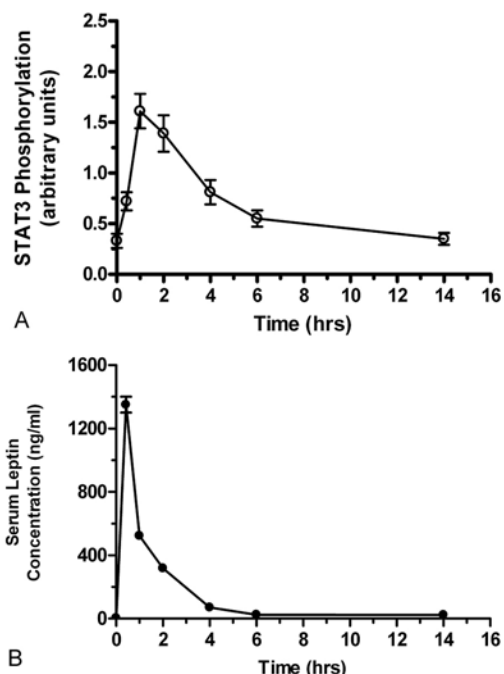 STAT3 Phosphorylation
(arbitrary units)
2.5
2.0
1.5
1.0
0.5
0.0
0 2 4 6 8 10 12 14 16
Time (hrs)
A
Serum Leptin
Concentration (ng/ml)
1600
1200
800
400
0
0 2 4 6 8 10 12 14 16
Time (hrs)
B